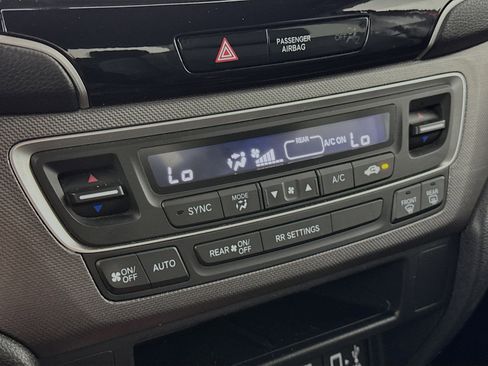 PASSENGER
AIRBAG
OFF
Lo REAR A/C ON Lo
SYNC MODE A/C
FRONT REAR
ON/OFF AUTO REAR ON/OFF RR SETTINGS